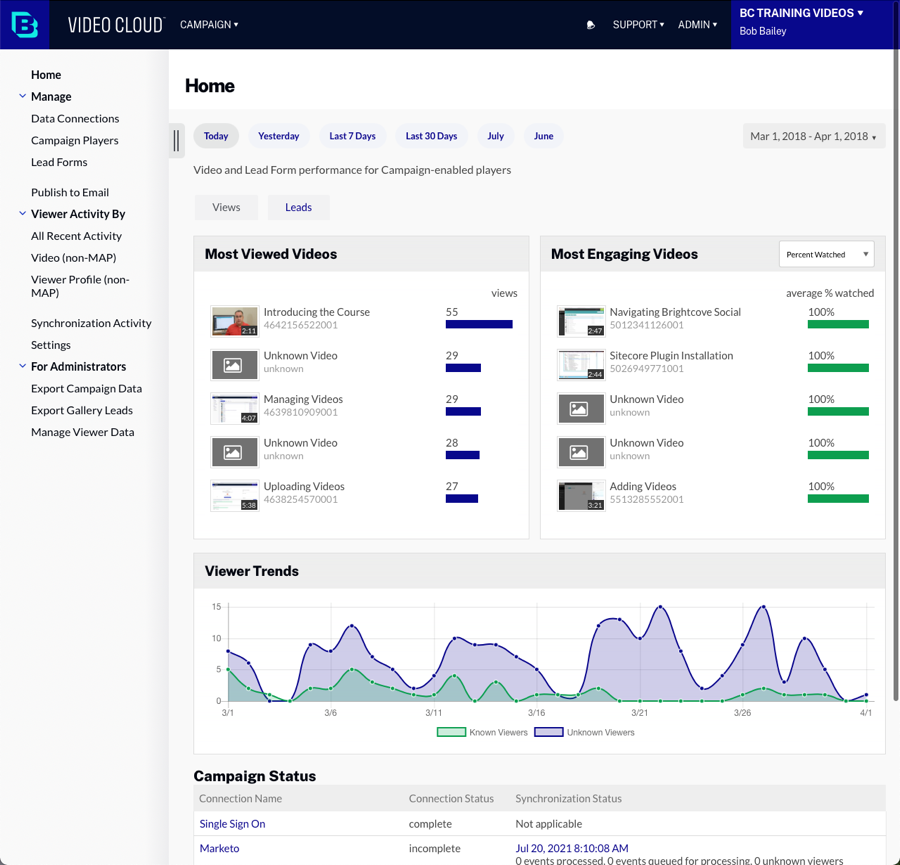 VIDEO CLOUD CAMPAIGN ▾ SUPPORT ▾ ADMIN ▾ BC TRAINING VIDEOS ▾
Bob Bailey
Home
Manage
Data Connections
Campaign Players
Lead Forms
Publish to Email
Viewer Activity By
All Recent Activity
Video (non-MAP)
Viewer Profile (non-
MAP)
Synchronization Activity
Settings
For Administrators
Export Campaign Data
Export Gallery Leads
Manage Viewer Data
Home
Today Yesterday Last 7 Days Last 30 Days July June Mar 1, 2018 - Apr 1, 2018 ▾
Video and Lead Form performance for Campaign-enabled players
Views Leads
Most Viewed Videos
views
2:11 Introducing the Course 55
4642156522001
Unknown Video 29
unknown
4:07 Managing Videos 29
4639810909001
Unknown Video 28
unknown
5:38 Uploading Videos 27
4638254570001
Most Engaging Videos Percent Watched ▾
average % watched
2:47 Navigating Brightcove Social 100%
5012341126001
2:44 Sitecore Plugin Installation 100%
5026949771001
Unknown Video 100%
unknown
Unknown Video 100%
unknown
3:21 Adding Videos 100%
5513285552001
Viewer Trends
15
10
5
0
3/1 3/6 3/11 3/16 3/21 3/26 4/1
Known Viewers Unknown Viewers
Campaign Status
Connection Name Connection Status Synchronization Status
Single Sign On complete Not applicable
Marketo incomplete Jul 20, 2021 8:10:08 AM
0 events processed, 0 events queued for processing, 0 unknown viewers